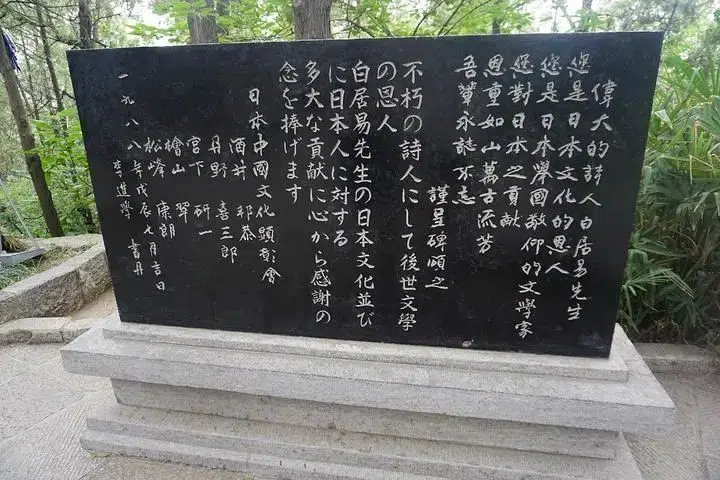 偉大的詩人白居易先生
您是日本文化的恩人
您是日本舉國敬仰的文學家
您對日本之貢献
恩重如山萬古流芳
吾輩永誌不忘
謹呈碑頌之
不朽の詩人にして後世文學
の恩人
白居易先生の日本文化並び
に日本人に対する
多大な貢献に心から感謝の
念を捧げます
日本中國文化顕彰會
酒井 邦恭
丹野 喜三郎
宮下 研一
檜山 翠
松峰 康朗
一九八八年戊辰七月吉日
進學 書丹